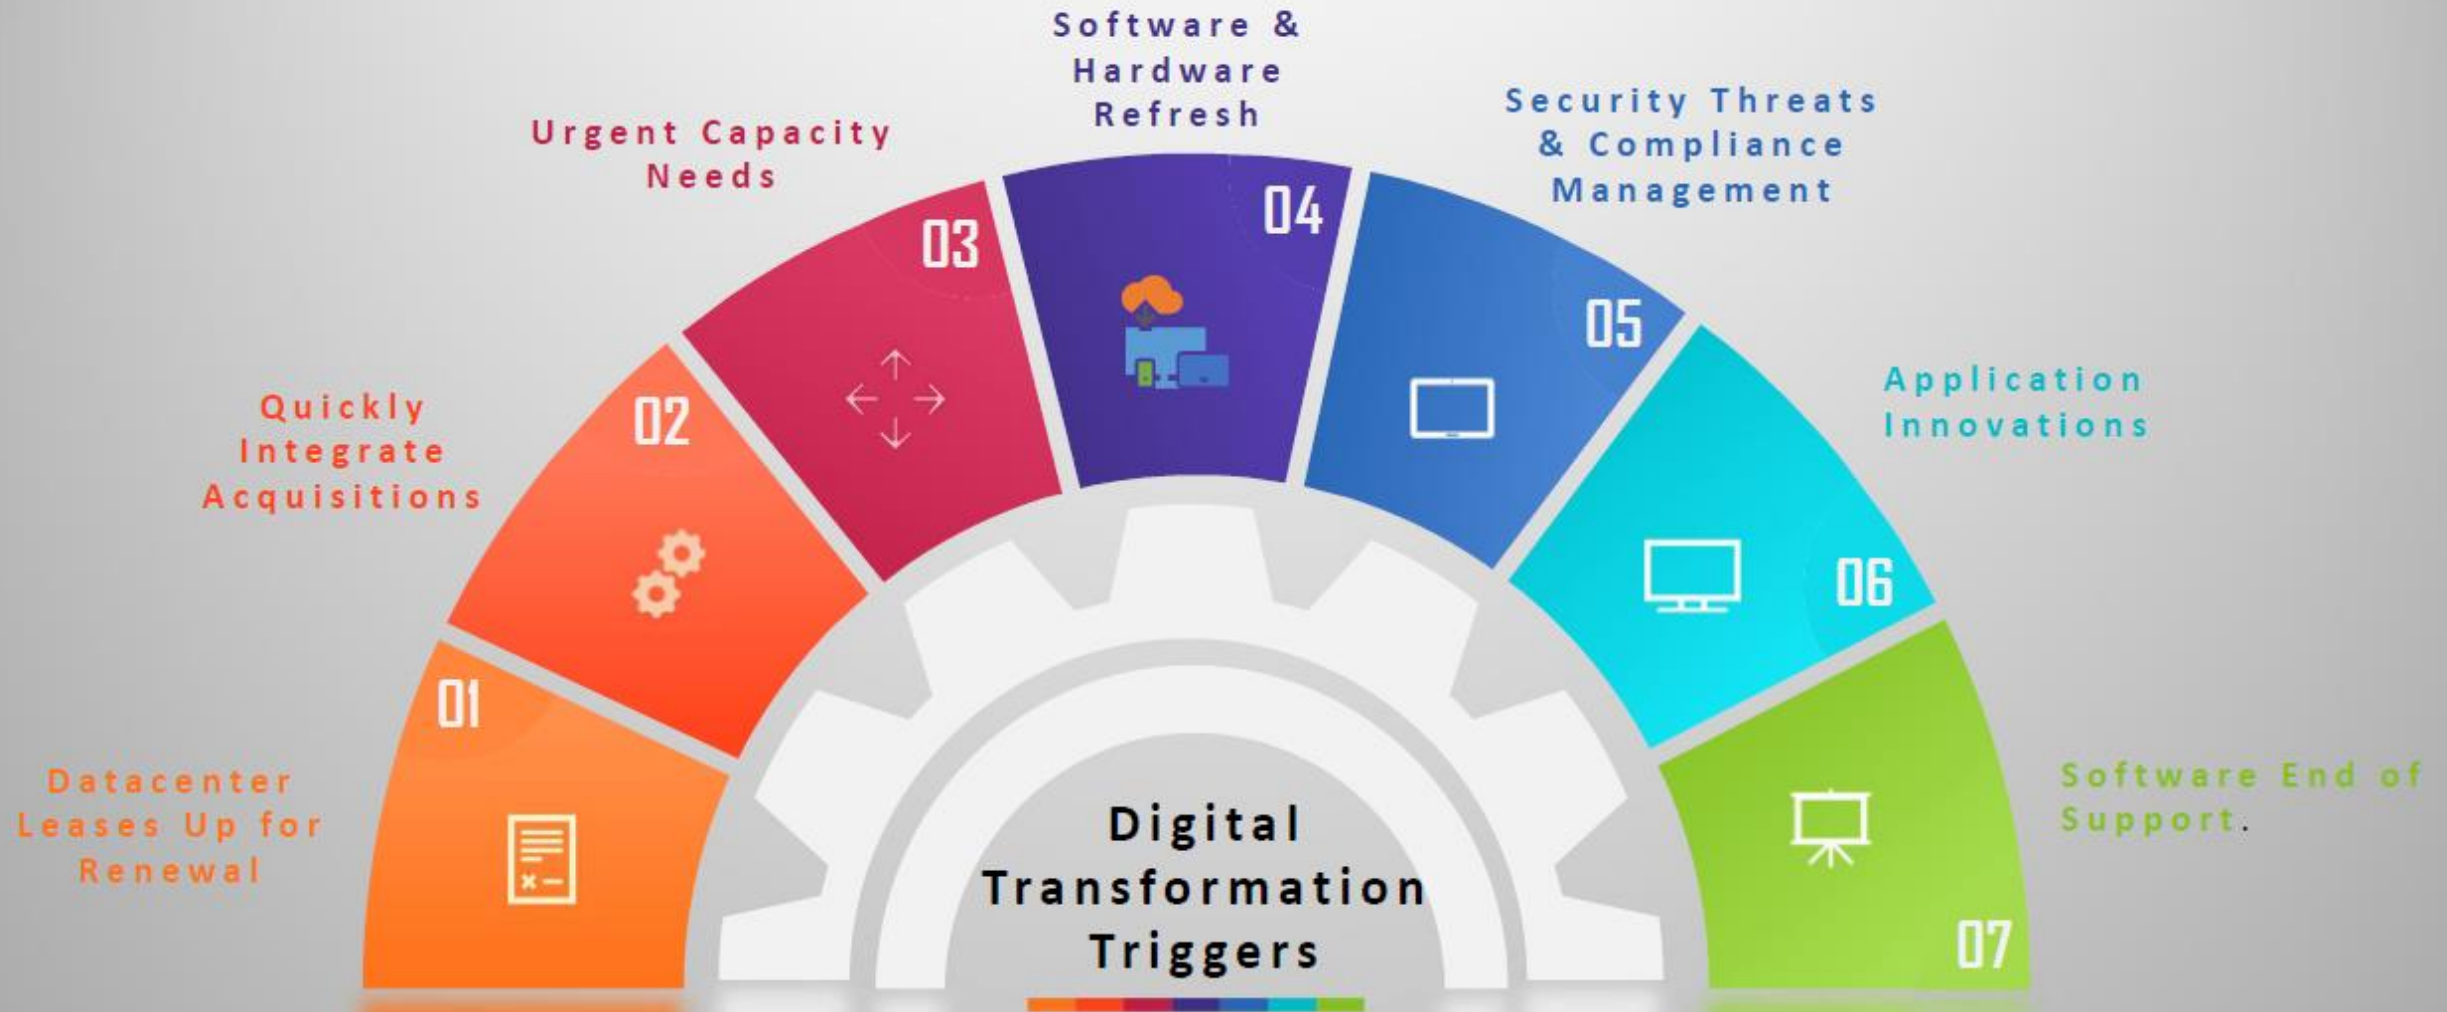 Software &
Hardware
Refresh
04
Urgent Capacity
Needs
03
Security Threats
& Compliance
Management
05
Quickly
Integrate
Acquisitions
02
Application
Innovations
06
Datacenter
Leases Up for
Renewal
01
Software End of
Support.
07
Digital
Transformation
Triggers